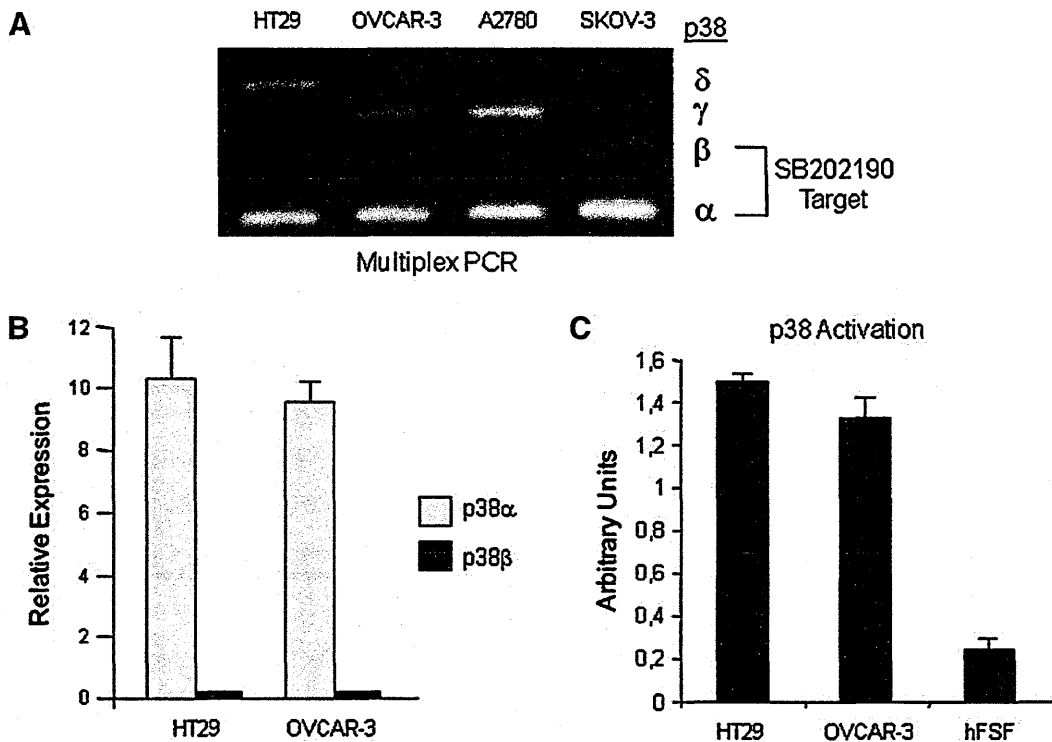 A
HT29 OVCAR-3 A2780 SKOV-3 p38
δ
γ
β
α
SB202190
Target
Multiplex PCR
B
Relative Expression
12
10
8
6
4
2
0
HT29 OVCAR-3
p38α
p38β
C
p38 Activation
Arbitrary Units
1,6
1,4
1,2
1
0,8
0,6
0,4
0,2
0
HT29 OVCAR-3 hFSF